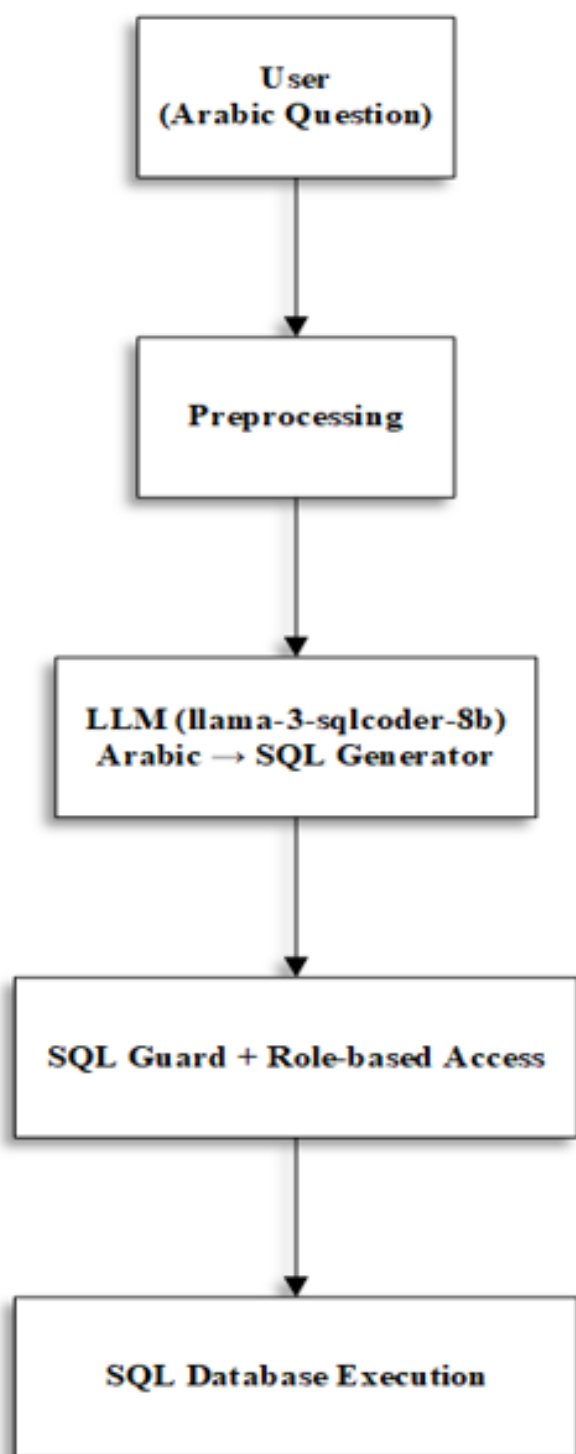 User
(Arabic Question)
Preprocessing
LLM (llama-3-sqlcoder-8b)
Arabic → SQL Generator
SQL Guard + Role-based Access
SQL Database Execution